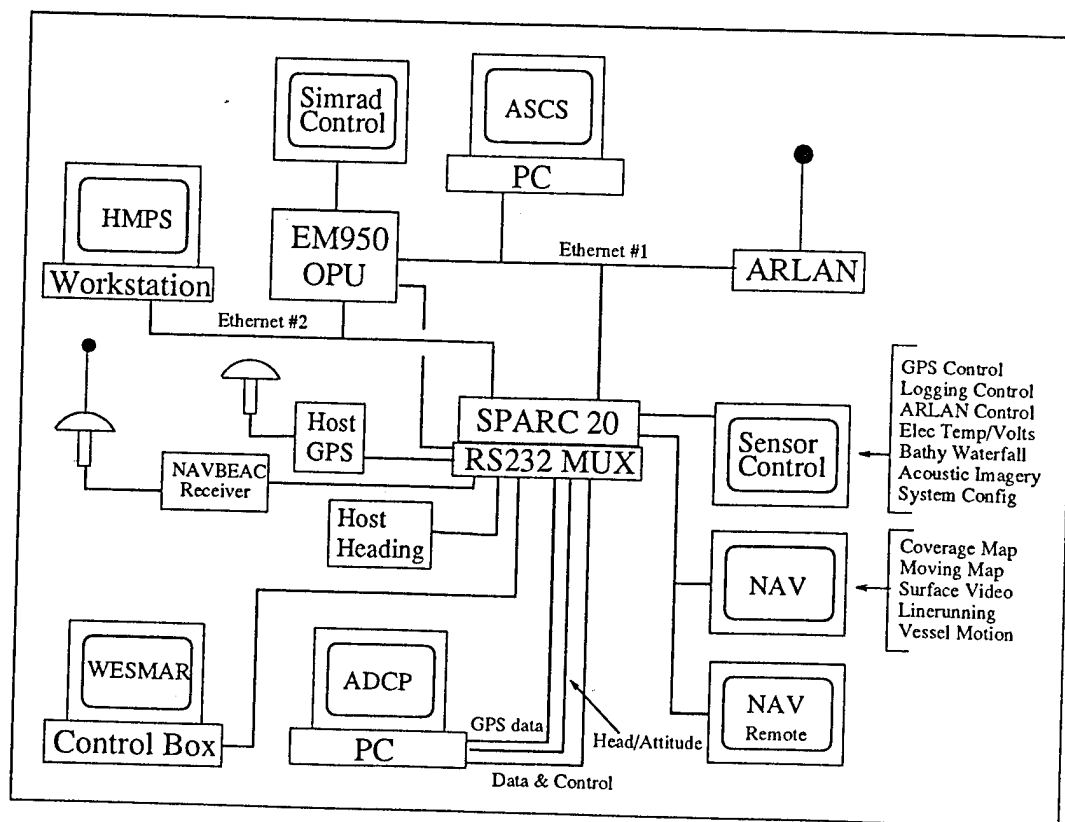 Simrad
Control
ASCS
PC
HMPS
Workstation
EM950
OPU
Ethernet #1
ARLAN
Ethernet #2
GPS Control
Logging Control
ARLAN Control
Elec Temp/Volts
Bathy Waterfall
Acoustic Imagery
System Config
SPARC 20
RS232 MUX
Sensor
Control
Host
GPS
NAVBEAC
Receiver
Host
Heading
Coverage Map
Moving Map
Surface Video
Linerunning
Vessel Motion
NAV
WESMAR
Control Box
ADCP
PC
GPS data
Head/Attitude
Data & Control
NAV
Remote